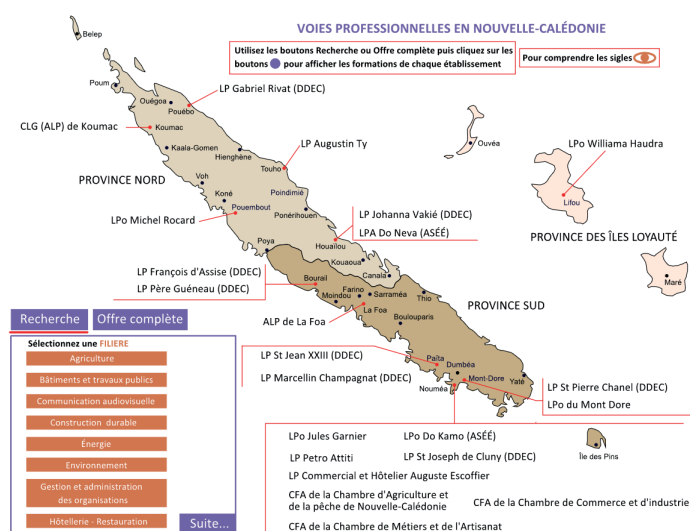 VOIES PROFESSIONNELLES EN NOUVELLE-CALÉDONIE
Utilisez les boutons Recherche ou Offre complète puis cliquez sur les
boutons pour afficher les formations de chaque établissement
Pour comprendre les sigles
Belep
Poum
Ouégoa
Pouébo
LP Gabriel Rivat (DDEC)
CLG (ALP) de Koumac
Koumac
Kaala-Gomen
Hienghène
LP Augustin Ty
Touho
Ouvéa
LPo Williama Haudra
Lifou
PROVINCE NORD
Voh
Koné
Poindimié
Pouembout
Ponérihouen
LPo Michel Rocard
LP Johanna Vakié (DDEC)
LPA Do Neva (ASÉÉ)
Houaïlou
PROVINCE DES ÎLES LOYAUTÉ
Poya
Kouaoua
Canala
Maré
LP François d'Assise (DDEC)
LP Père Guéneau (DDEC)
Bourail
Farino
Sarraméa
Moindou
Thio
PROVINCE SUD
La Foa
ALP de La Foa
Boulouparis
Recherche
Offre complète
Sélectionnez une FILIERE
Agriculture
Bâtiments et travaux publics
Communication audiovisuelle
Construction durable
Énergie
Environnement
Gestion et administration
des organisations
Hôtellerie - Restauration
Suite...
LP St Jean XXIII (DDEC)
LP Marcellin Champagnat (DDEC)
Païta
Dumbéa
Mont-Dore
Yaté
Nouméa
LP St Pierre Chanel (DDEC)
LPo du Mont Dore
LPo Jules Garnier
LPo Do Kamo (ASÉÉ)
LP Petro Attiti
LP St Joseph de Cluny (DDEC)
Île des Pins
LP Commercial et Hôtelier Auguste Escoffier
CFA de la Chambre d'Agriculture et
de la pêche de Nouvelle-Calédonie
CFA de la Chambre de Commerce et d'industrie
CFA de la Chambre de Métiers et de l'Artisanat